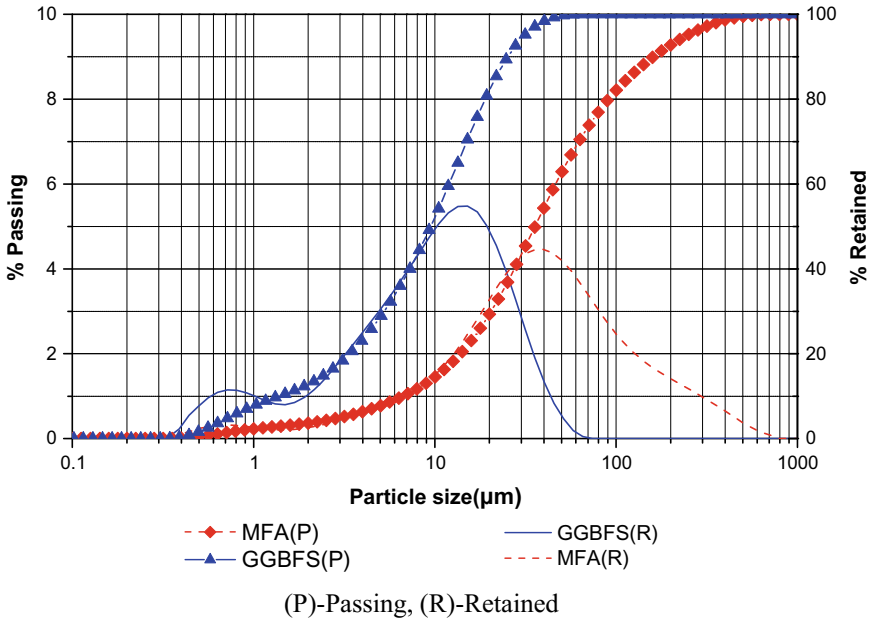 10
8
6
4
2
0
% Passing
100
80
60
40
20
0
% Retained
0.1
1
10
100
1000
Particle size(μm)
MFA(P)
GGBFS(R)
GGBFS(P)
MFA(R)
(P)-Passing, (R)-Retained